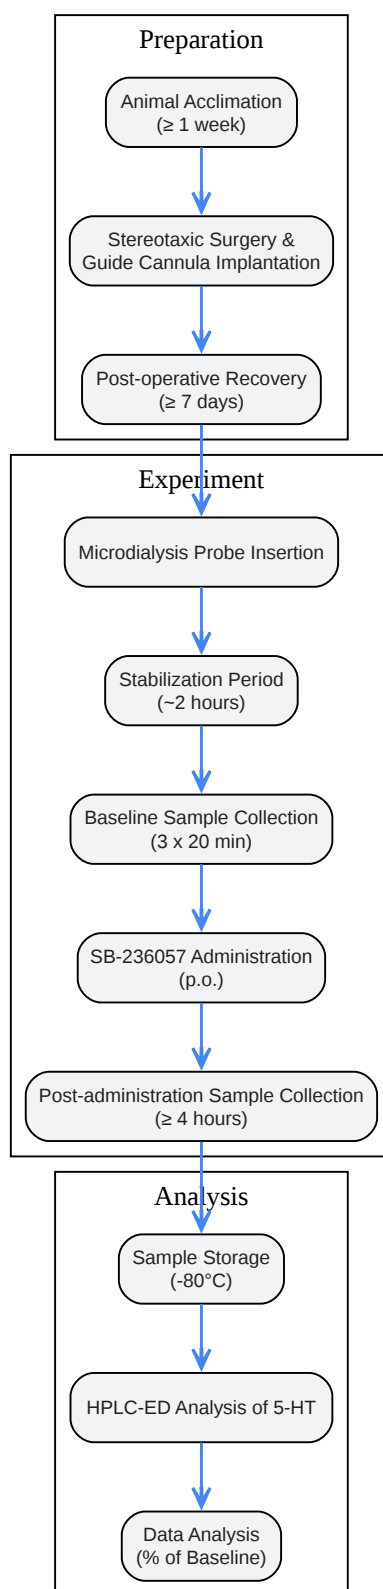 Preparation
Animal Acclimation
(≥ 1 week)
Stereotaxic Surgery &
Guide Cannula Implantation
Post-operative Recovery
(≥ 7 days)
Experiment
Microdialysis Probe Insertion
Stabilization Period
(~2 hours)
Baseline Sample Collection
(3 x 20 min)
SB-236057 Administration
(p.o.)
Post-administration Sample Collection
(≥ 4 hours)
Analysis
Sample Storage
(-80°C)
HPLC-ED Analysis of 5-HT
Data Analysis
(% of Baseline)